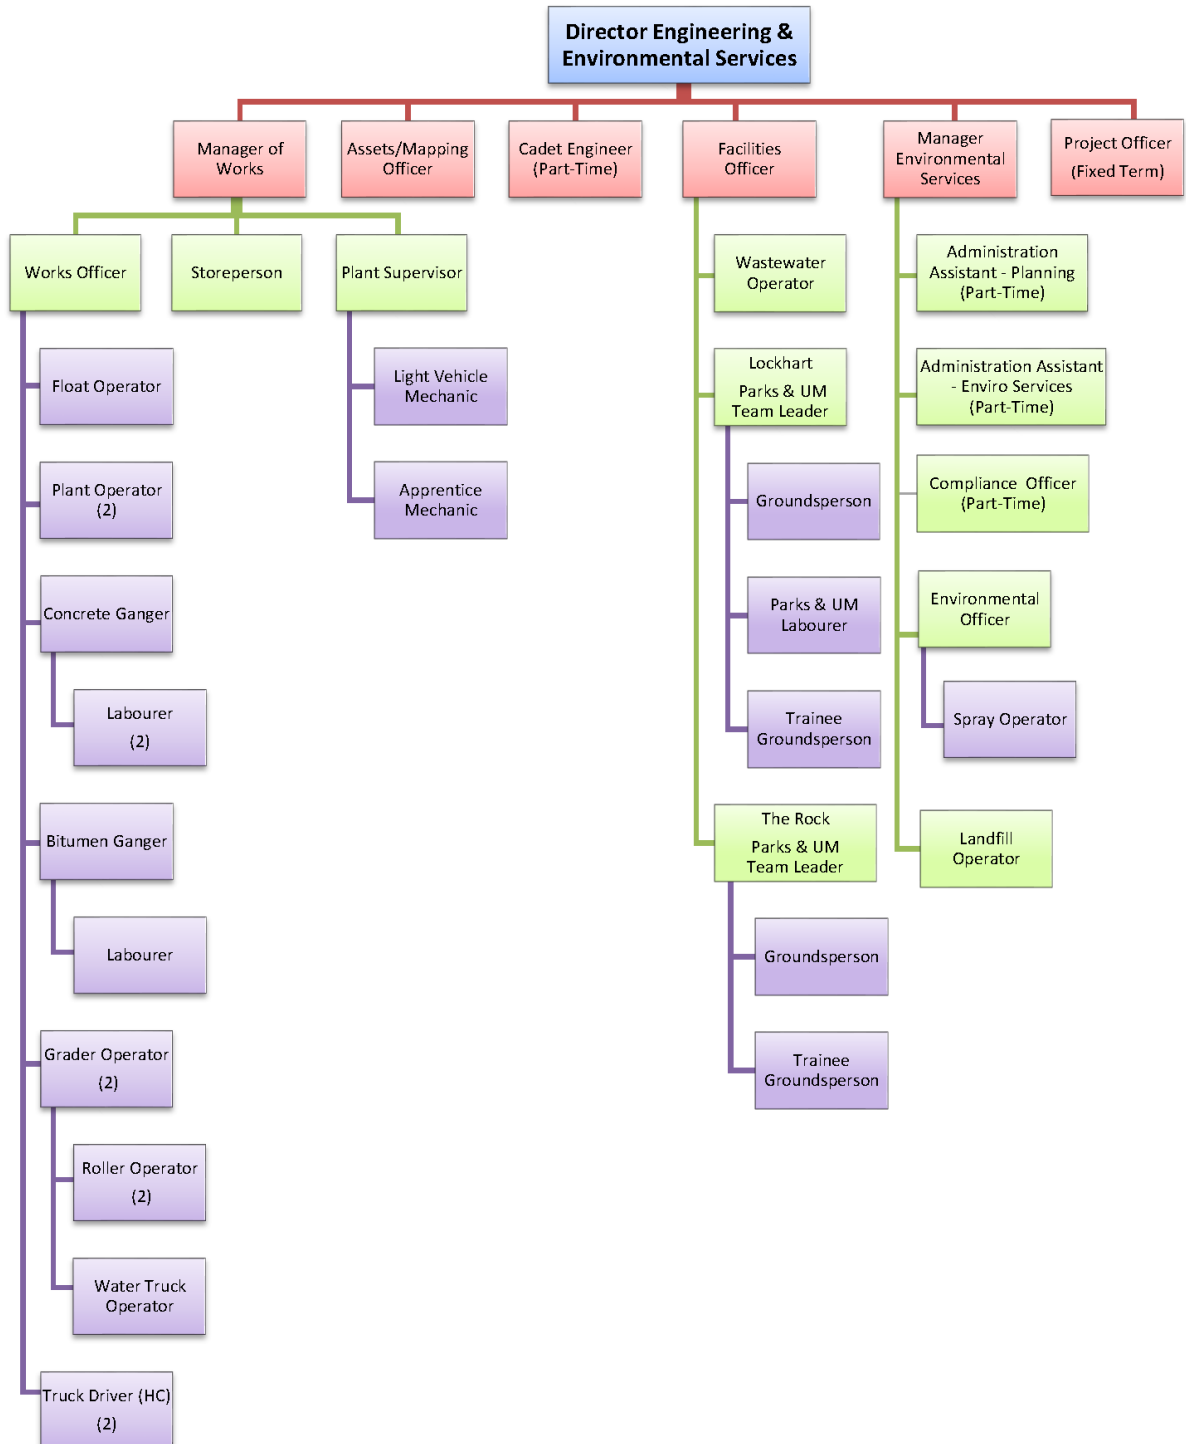 Director Engineering &
Environmental Services
Manager of
Works
Assets/Mapping
Officer
Cadet Engineer
(Part-Time)
Facilities
Officer
Manager
Environmental
Services
Project Officer
(Fixed Term)
Works Officer
Storeperson
Plant Supervisor
Wastewater
Operator
Administration
Assistant - Planning
(Part-Time)
Float Operator
Light Vehicle
Mechanic
Lockhart
Parks & UM
Team Leader
Administration Assistant
- Enviro Services
(Part-Time)
Plant Operator
(2)
Apprentice
Mechanic
Groundsperson
Compliance Officer
(Part-Time)
Concrete Ganger
Parks & UM
Labourer
Environmental
Officer
Labourer
(2)
Trainee
Groundsperson
Spray Operator
Bitumen Ganger
The Rock
Parks & UM
Team Leader
Landfill
Operator
Labourer
Groundsperson
Grader Operator
(2)
Trainee
Groundsperson
Roller Operator
(2)
Water Truck
Operator
Truck Driver (HC)
(2)